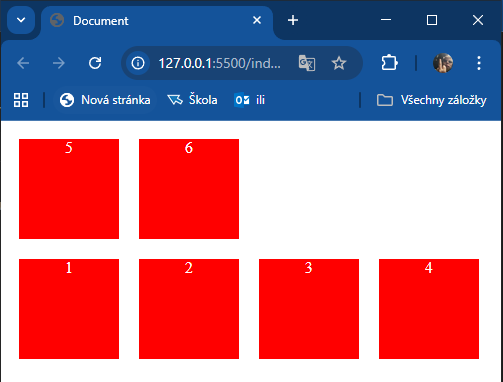 Document
127.0.0.1:5500/ind...
Nová stránka
Škola
ili
Všechny záložky
5 6
1 2 3 4